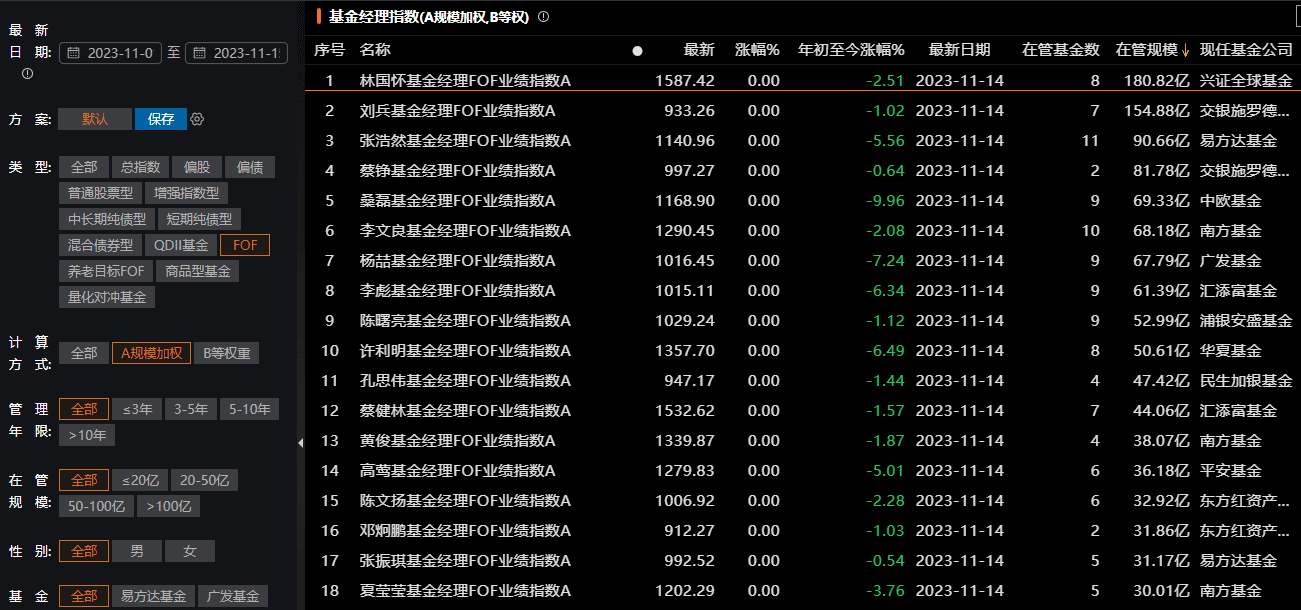 最 新
日 期: 2023-11-0 至 2023-11-1
方 案: 默认 保存
类 型: 全部 总指数 偏股 偏债
普通股票型 增强指数型
中长期纯债型 短期纯债型
混合债券型 QDII基金 FOF
养老目标FOF 商品型基金
量化对冲基金
计 算
方 式: 全部 A规模加权 B等权重
管 理
年 限: 全部 ≤3年 3-5年 5-10年
>10年
在 管
规 模: 全部 ≤20亿 20-50亿
50-100亿 >100亿
性 别: 全部 男 女
基 金 全部 易方达基金 广发基金
基金经理指数(A规模加权,B等权)
序号 名称 最新 涨幅% 年初至今涨幅% 最新日期 在管基金数 在管规模↓ 现任基金公司
1 林国怀基金经理FOF业绩指数A 1587.42 0.00 -2.51 2023-11-14 8 180.82亿 兴证全球基金
2 刘兵基金经理FOF业绩指数A 933.26 0.00 -1.02 2023-11-14 7 154.88亿 交银施罗德...
3 张浩然基金经理FOF业绩指数A 1140.96 0.00 -5.56 2023-11-14 11 90.66亿 易方达基金
4 蔡铮基金经理FOF业绩指数A 997.27 0.00 -0.64 2023-11-14 2 81.78亿 交银施罗德...
5 桑磊基金经理FOF业绩指数A 1168.90 0.00 -9.96 2023-11-14 9 69.33亿 中欧基金
6 李文良基金经理FOF业绩指数A 1290.45 0.00 -2.08 2023-11-14 10 68.18亿 南方基金
7 杨喆基金经理FOF业绩指数A 1016.45 0.00 -7.24 2023-11-14 9 67.79亿 广发基金
8 李彪基金经理FOF业绩指数A 1015.11 0.00 -6.34 2023-11-14 9 61.39亿 汇添富基金
9 陈曙亮基金经理FOF业绩指数A 1029.24 0.00 -1.12 2023-11-14 9 52.99亿 浦银安盛基金
10 许利明基金经理FOF业绩指数A 1357.70 0.00 -6.49 2023-11-14 8 50.61亿 华夏基金
11 孔思伟基金经理FOF业绩指数A 947.17 0.00 -1.44 2023-11-14 4 47.42亿 民生加银基金
12 蔡健林基金经理FOF业绩指数A 1532.62 0.00 -1.57 2023-11-14 7 44.06亿 汇添富基金
13 黄俊基金经理FOF业绩指数A 1339.87 0.00 -1.87 2023-11-14 4 38.07亿 南方基金
14 高莺基金经理FOF业绩指数A 1279.83 0.00 -5.01 2023-11-14 6 36.18亿 平安基金
15 陈文扬基金经理FOF业绩指数A 1006.92 0.00 -2.28 2023-11-14 6 32.92亿 东方红资产...
16 邓炯鹏基金经理FOF业绩指数A 912.27 0.00 -1.03 2023-11-14 2 31.86亿 东方红资产...
17 张振琪基金经理FOF业绩指数A 992.52 0.00 -0.54 2023-11-14 5 31.17亿 易方达基金
18 夏莹莹基金经理FOF业绩指数A 1202.29 0.00 -3.76 2023-11-14 5 30.01亿 南方基金